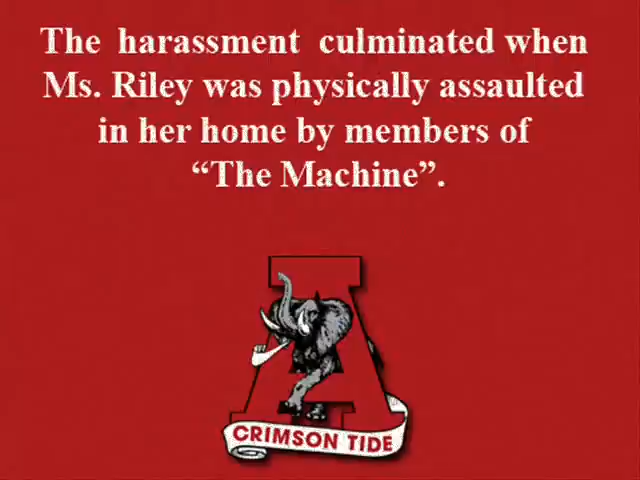 The harassment culminated when
Ms. Riley was physically assaulted
in her home by members of
“The Machine”.
CRIMSON TIDE